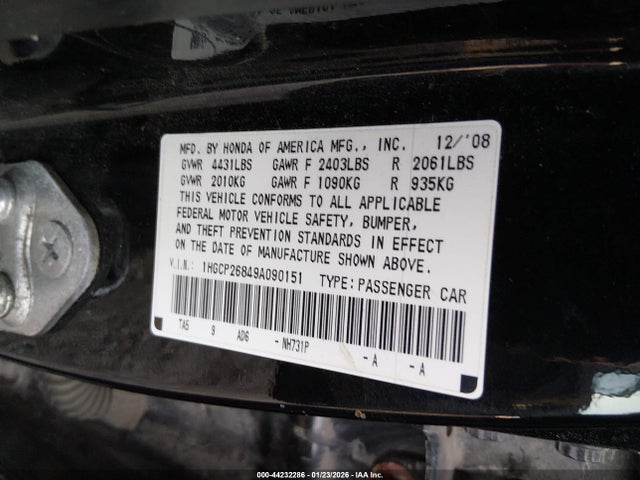 MFD. BY HONDA OF AMERICA MFG., INC. 12/'08
GVWR 4431LBS GAWR F 2403LBS R 2061LBS
GVWR 2010KG GAWR F 1090KG R 935KG
THIS VEHICLE CONFORMS TO ALL APPLICABLE
FEDERAL MOTOR VEHICLE SAFETY, BUMPER,
AND THEFT PREVENTION STANDARDS IN EFFECT
ON THE DATE OF MANUFACTURE SHOWN ABOVE.
V.I.N.: 1HGCP26849A090151 TYPE:PASSENGER CAR
TA5 9 AD6 - NH731P - A - A
000-44232286 - 01/23/2026 - IAA Inc.